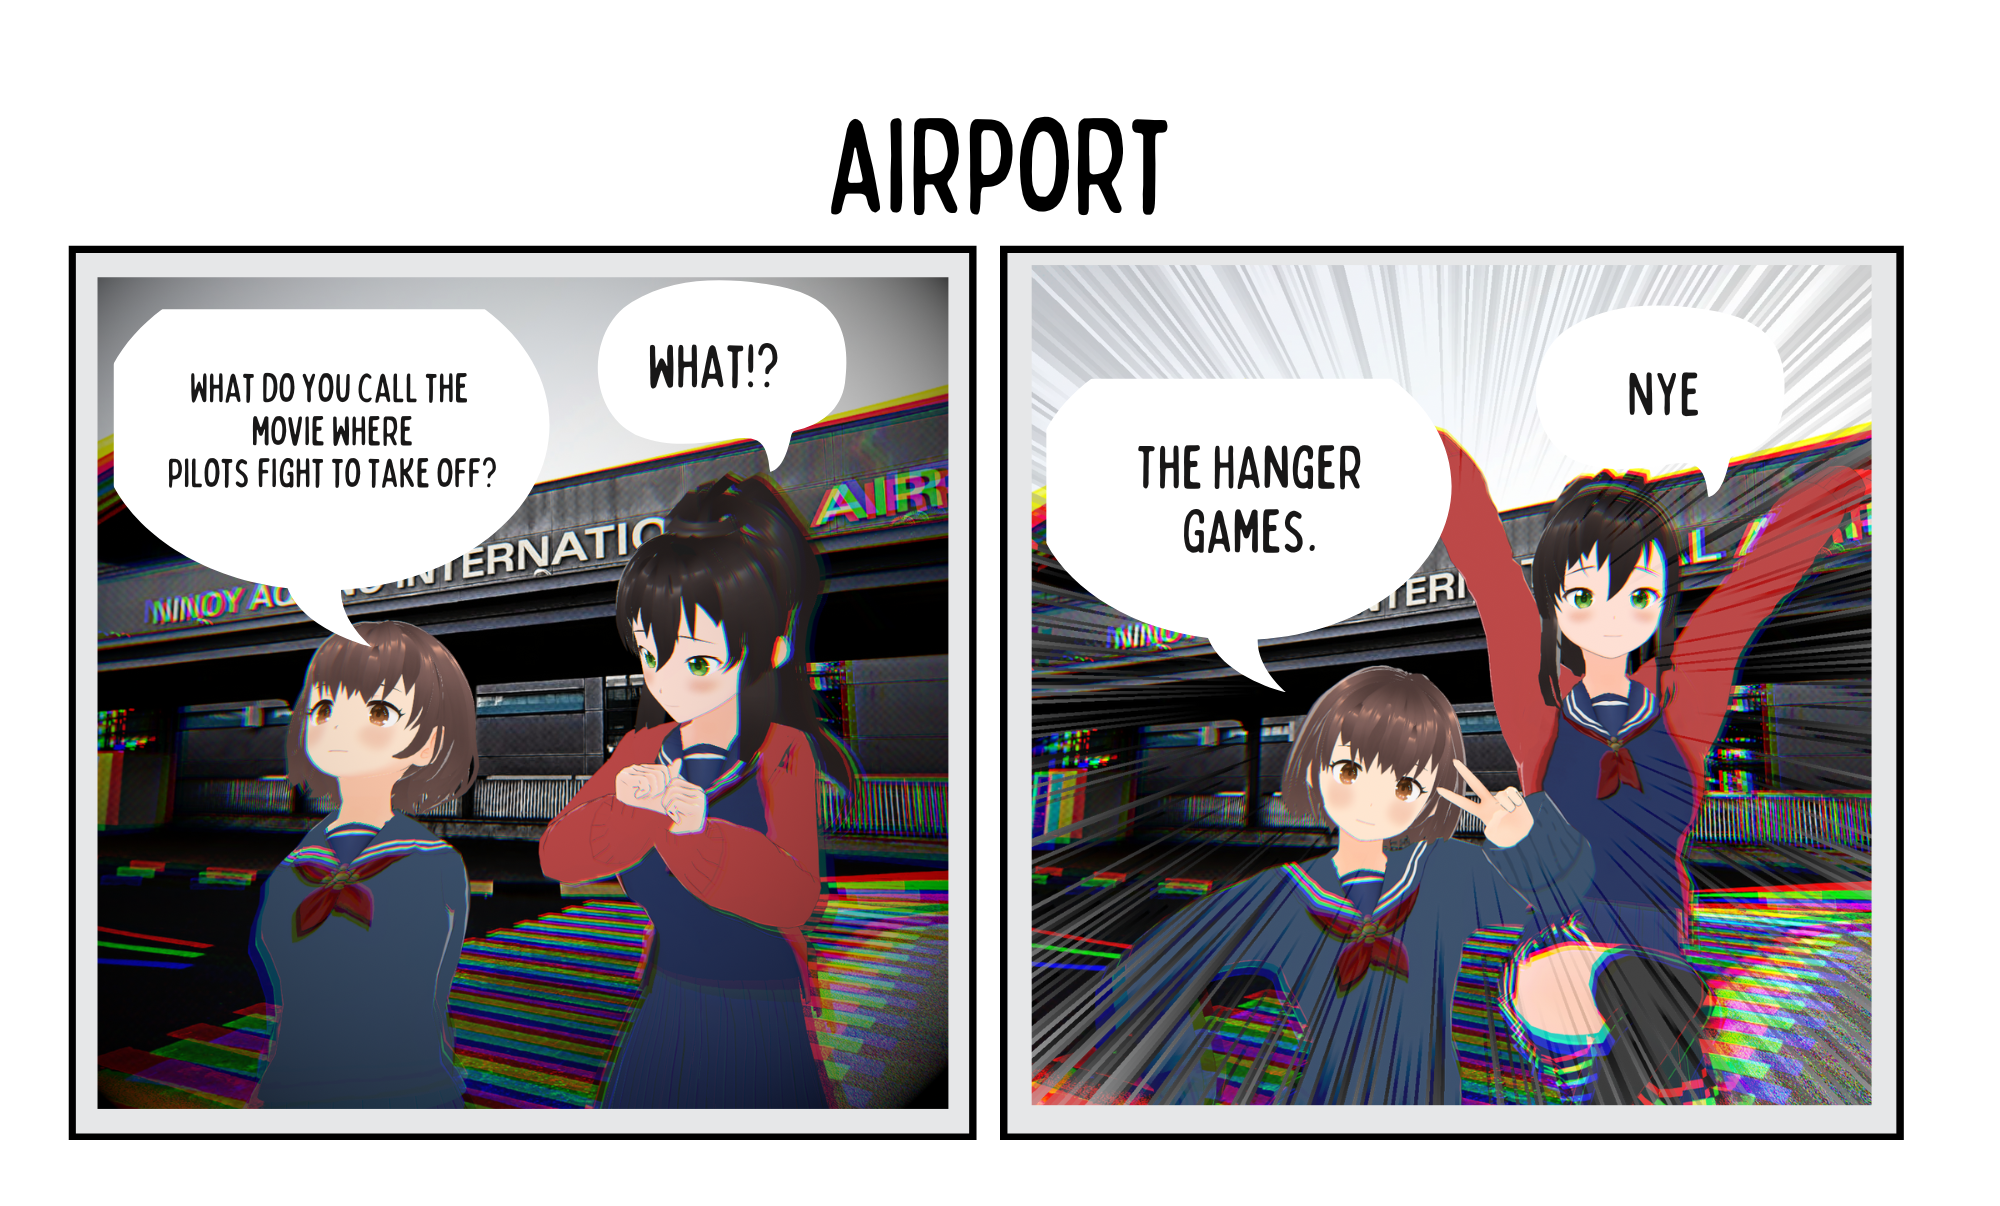 AIRPORT
WHAT DO YOU CALL THE
MOVIE WHERE
PILOTS FIGHT TO TAKE OFF?
WHAT!?
NINOY INTERNATIO
AIR
THE HANGER
GAMES.
NYE